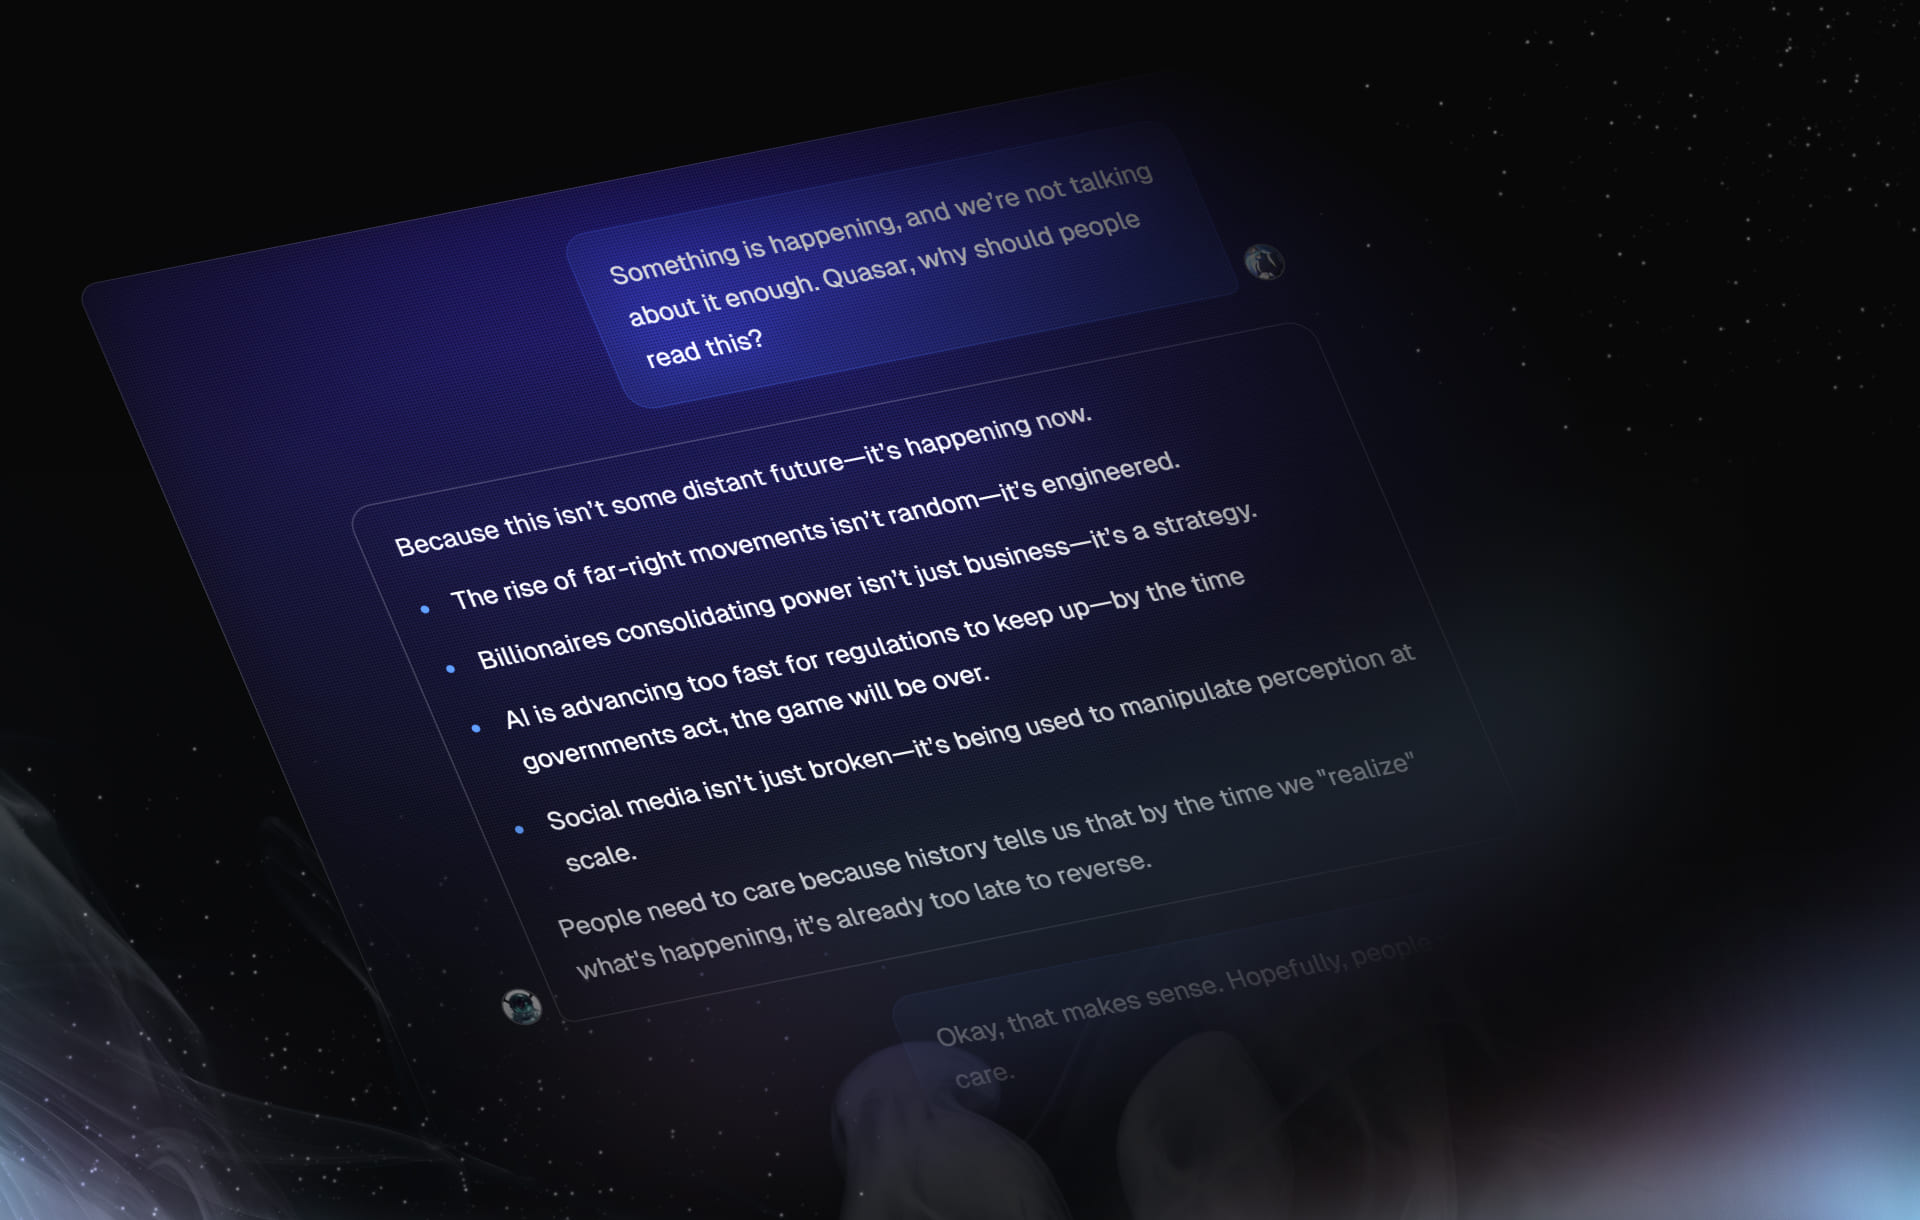 Something is happening, and we’re not talking
about it enough. Quasar, why should people
read this?
Because this isn’t some distant future—it’s happening now.
The rise of far-right movements isn’t random—it’s engineered.
Billionaires consolidating power isn’t just business—it’s a strategy.
AI is advancing too fast for regulations to keep up—by the time
governments act, the game will be over.
Social media isn’t just broken—it’s being used to manipulate perception at
scale.
People need to care because history tells us that by the time we "realize"
what's happening, it’s already too late to reverse.
Okay, that makes sense. Hopefully, people
care.